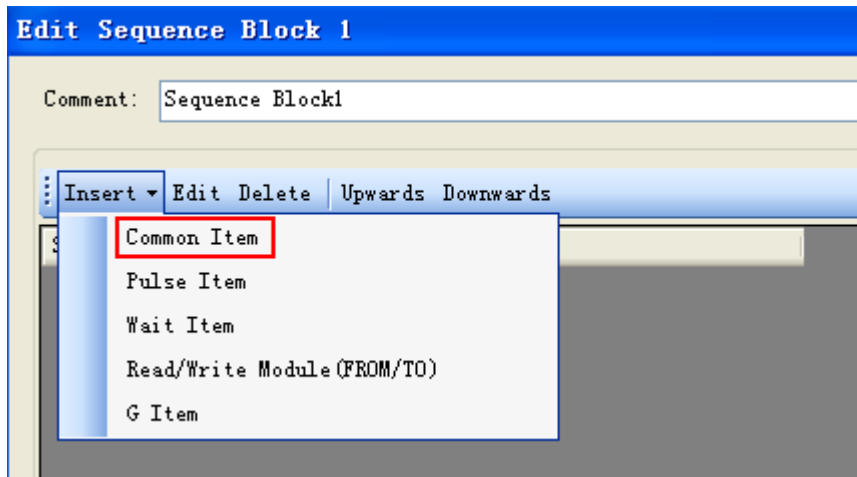 Edit Sequence Block 1
Comment: Sequence Block1
Insert Edit Delete Upwards Downwards
Common Item
Pulse Item
Wait Item
Read/Write Module(FROM/TO)
G Item